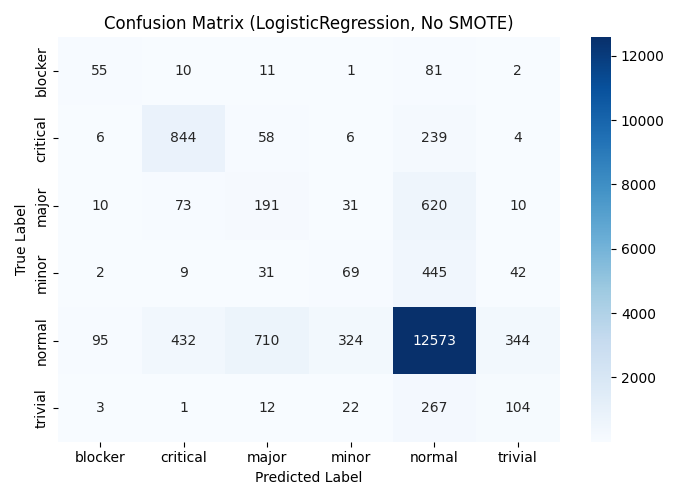 Confusion Matrix (LogisticRegression, No SMOTE)
True Label
blocker 55 10 11 1 81 2
critical 6 844 58 6 239 4
major 10 73 191 31 620 10
minor 2 9 31 69 445 42
normal 95 432 710 324 12573 344
trivial 3 1 12 22 267 104
blocker critical major minor normal trivial
Predicted Label
12000
10000
8000
6000
4000
2000